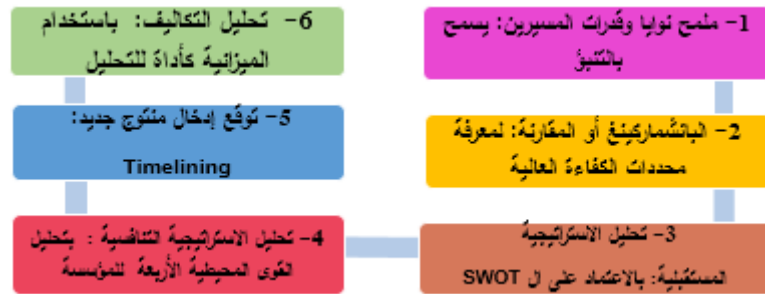 1- ملمح نوايا وقدرات المسيرين: يسمح
بالتنبؤ
2- البانشماركينغ أو المقارنة: لمعرفة
محددات الكفاءة العالية
3- تحليل الاستراتيجية
المستقبلية: بالاعتماد على ال SWOT
4- تحليل الاستراتيجية التنافسية : بتحليل
القوى المحيطية الأربعة للمؤسسة
5- توقع إدخال منتوج جديد:
Timelining
6- تحليل التكاليف: باستخدام
الميزانية كأداة للتحليل